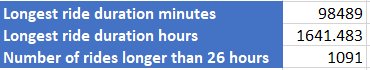 Longest ride duration minutes 98489
Longest ride duration hours 1641.483
Number of rides longer than 26 hours 1091